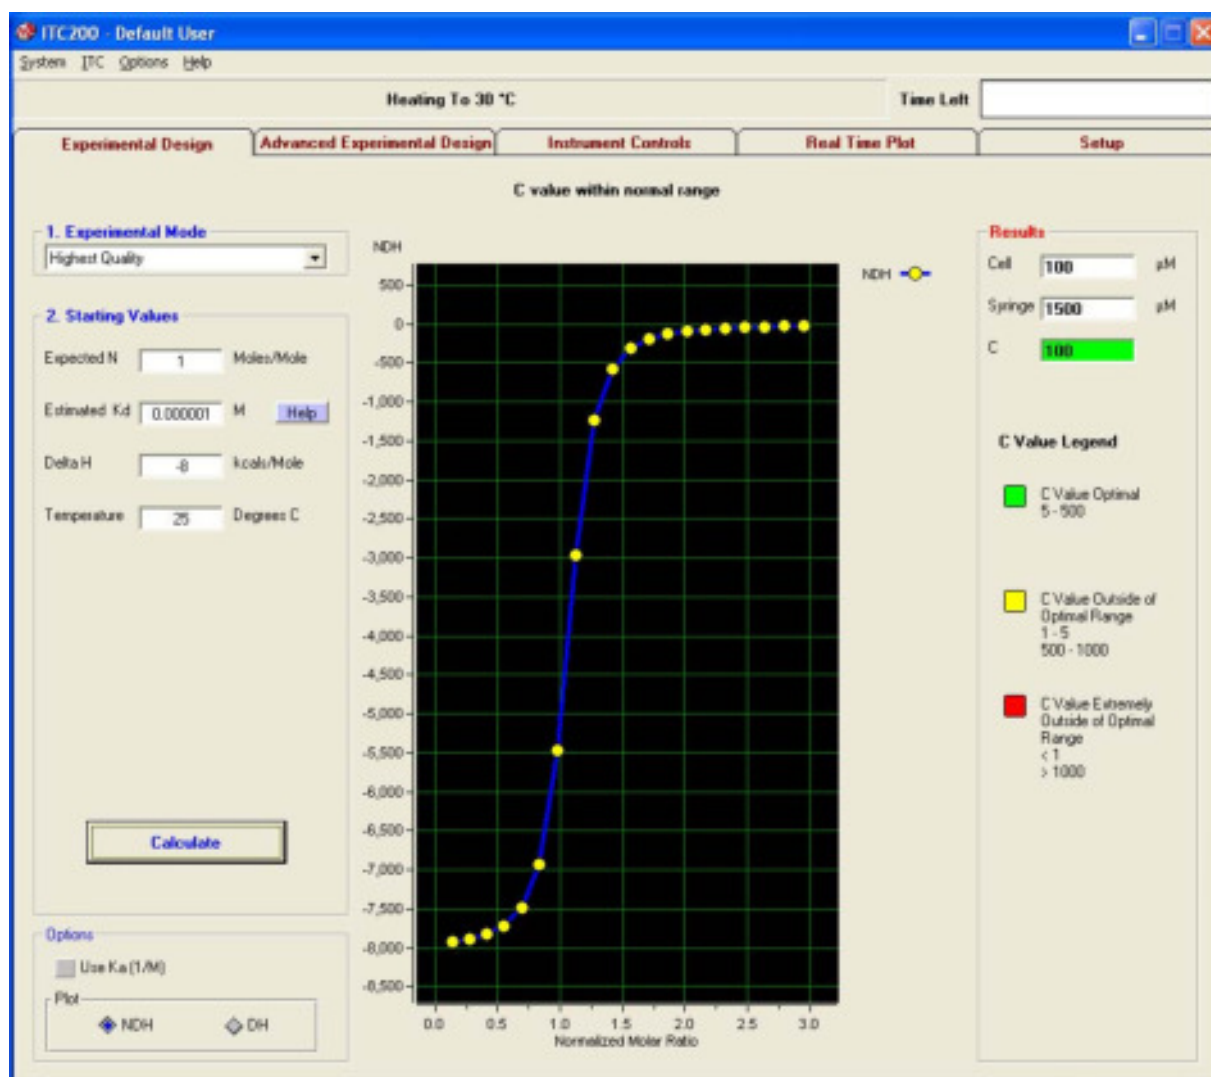 ITC200 - Default User
System ITC Options Help
Heating To 30 °C
Time Left
Experimental Design
Advanced Experimental Design
Instrument Controls
Real Time Plot
Setup
C value within normal range
1. Experimental Mode
Highest Quality
2. Starting Values
Expected N 1 Moles/Mole
Estimated Kd 0.000001 M Help
Delta H -8 kcals/Mole
Temperature 25 Degrees C
Calculate
Options
Use Ka (1/M)
Plot
NDH DH
NDH
500
0
-500
-1,000
-1,500
-2,000
-2,500
-3,000
-3,500
-4,000
-4,500
-5,000
-5,500
-6,000
-6,500
-7,000
-7,500
-8,000
-8,500
0.0 0.5 1.0 1.5 2.0 2.5 3.0
Normalized Molar Ratio
NDH
Results
Cell 100 µM
Syringe 1500 µM
C 100
C Value Legend
C Value Optimal
5 - 500
C Value Outside of
Optimal Range
1 - 5
500 - 1000
C Value Extremely
Outside of Optimal
Range
< 1
> 1000